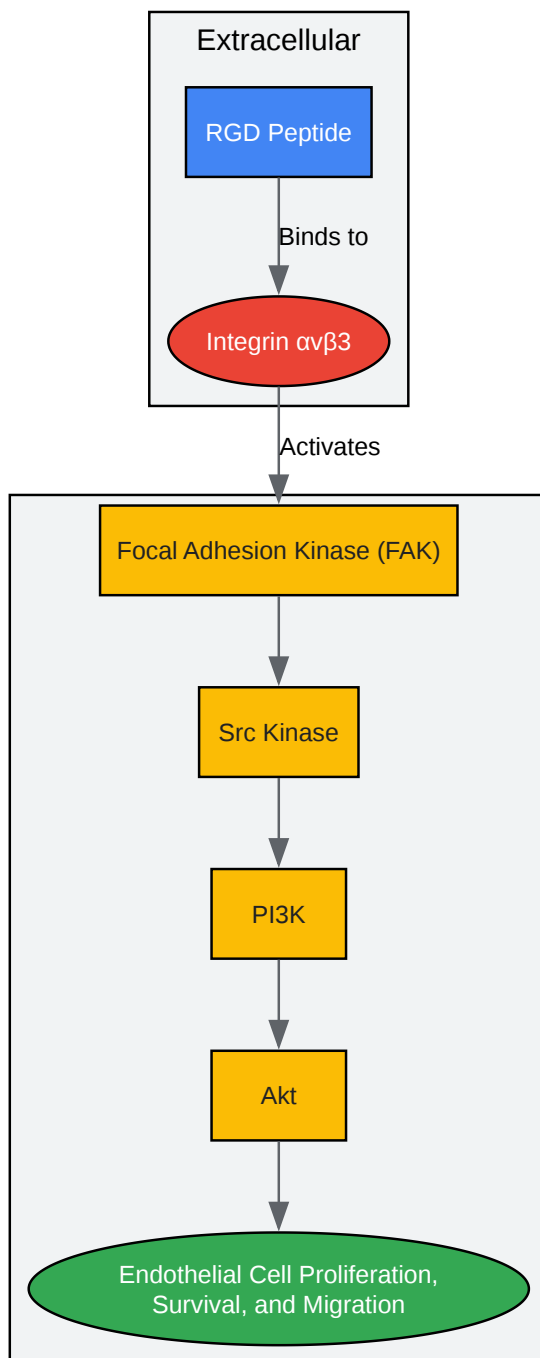 Extracellular
RGD Peptide
Binds to
Integrin αvβ3
Activates
Focal Adhesion Kinase (FAK)
Src Kinase
PI3K
Akt
Endothelial Cell Proliferation,
Survival, and Migration